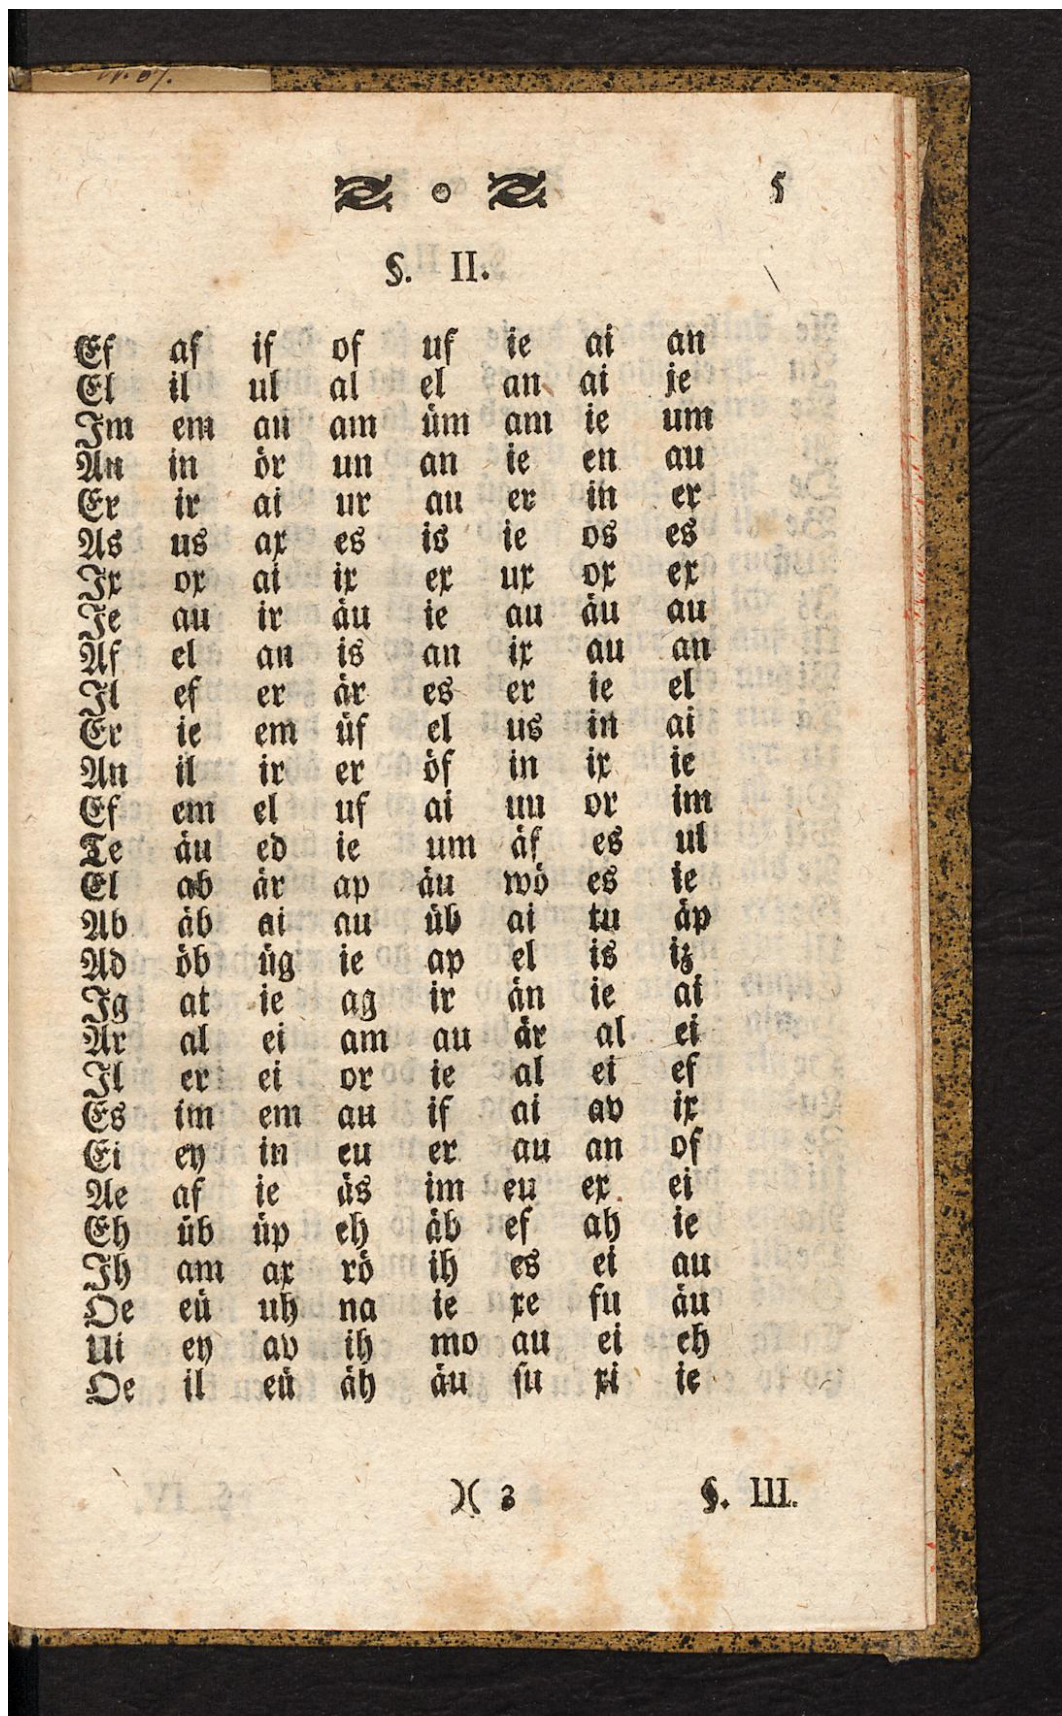 5
§. II.
Ef af if of uf ie ai an
El il ul al el an ai je
Im em au am üm am ie um
An in ör un an ie en au
Er ir ai ur au er in er
As us ax es is ie os es
Ix ox ai ix ex ux ox ex
Je au ir äu ie au äu au
Af el an is an ix au an
Il ef er är es er ie el
Er ie em üf el us in ai
An il ir er öf in ix ie
Ef em el uf ai un or im
Te äu ed ie um äf es ul
El ab är ap äu wö es ie
Ab äb ai au üb ai tu äp
Ad öb üg ie ap el is iz
Ig at ie ag ir än ie ai
Ar al ei am au är al ei
Il er ei or ie al ei ef
Es im em au if ai av ix
Ei ey in eu er au an of
Ae af ie äs im eu ex. ei
Eh üb üp eh äb ef ah ie
Ih am ax rö ih es ei au
Oe eü uh na ie xe fu äu
Ui ey av ih mo au ei eh
Oe il eü äh äu ſu xi ie
)( 3 §. III.